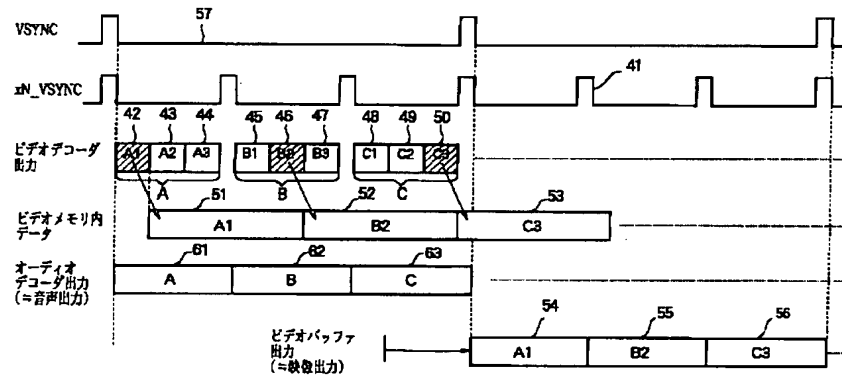 VSYNC
57
xN_VSYNC
41
42 43 44 45 46 47 48 49 50
ビデオデコーダ
出力
A1 A2 A3 B1 B2 B3 C1 C2 C3
A B C
51 52 53
ビデオメモリ内
データ
A1 B2 C3
61 62 63
オーディオ
デコーダ出力
(≒音声出力)
A B C
54 55 56
ビデオバッファ
出力
(≒映像出力)
A1 B2 C3